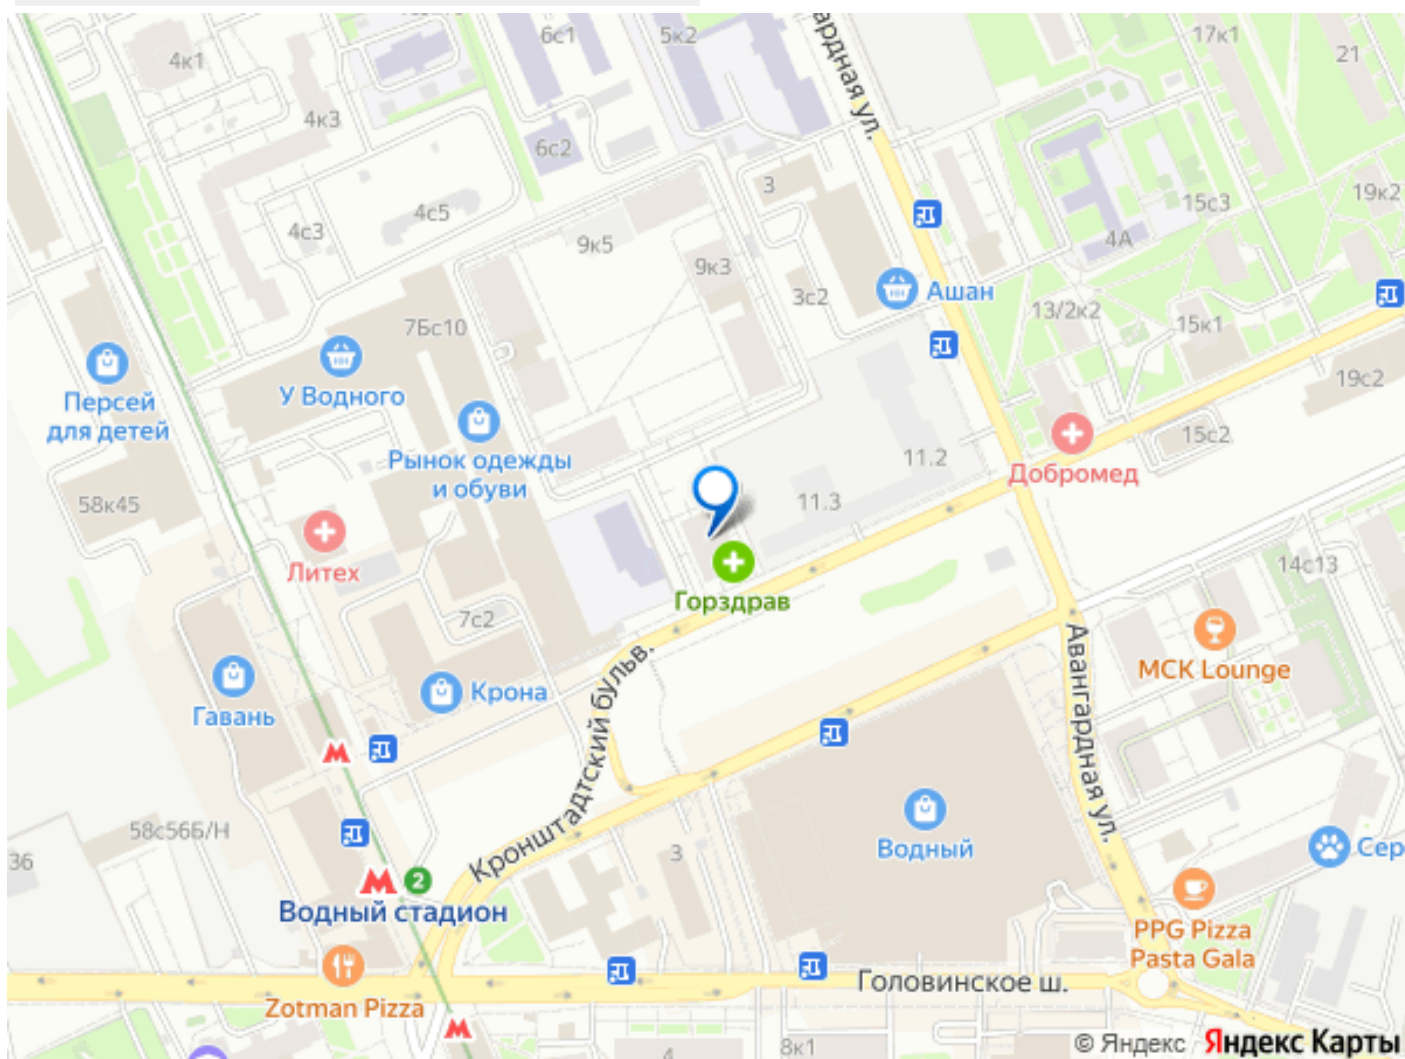 6с1
5к2
ардная ул.
17к1
21
4к1
4к3
6с2
3
15с3
19к2
4с5
4с3
4А
9к5
9к3
Ашан
3с2
13/2к2
15к1
7Бс10
Персей
для детей
У Водного
19с2
Рынок одежды
и обуви
15с2
11.2
Добромед
58к45
11.3
Литех
14с13
Горздрав
7с2
Кронштадтский бульв.
Авангардная ул.
МСК Lounge
Гавань
Крона
М
58с56Б/Н
3
Водный
Сер
36
М 2
Водный стадион
PPG Pizza
Pasta Gala
Головинское ш.
Zotman Pizza
М
4
8к1
© Яндекс Яндекс Карты